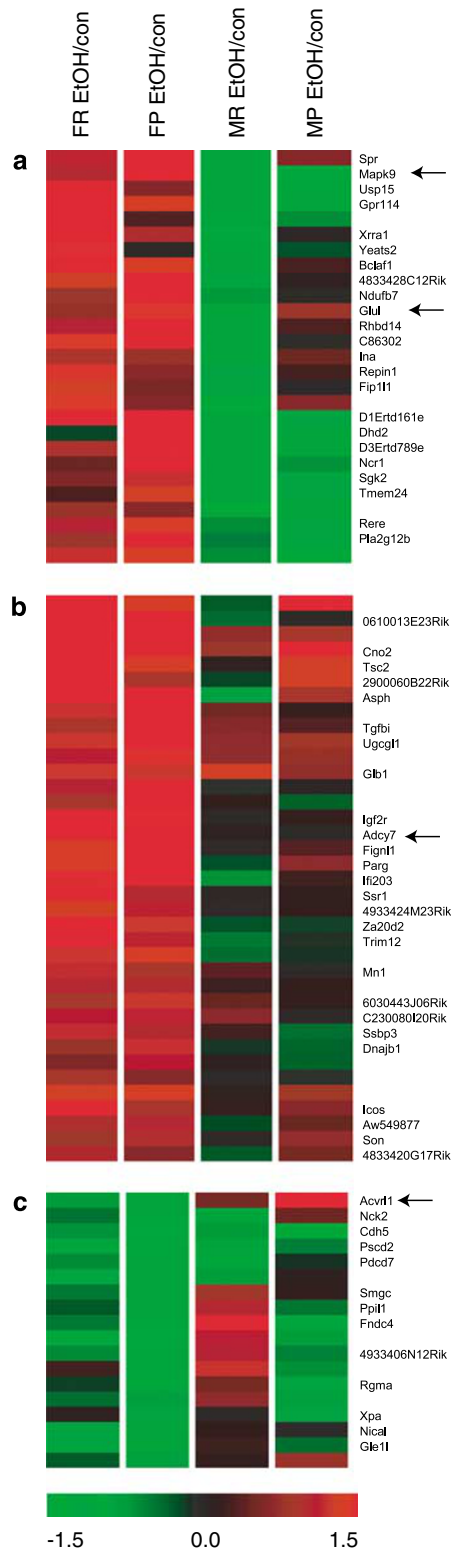 FR EtOH/con
FP EtOH/con
MR EtOH/con
MP EtOH/con
a
Spr
Mapk9
Usp15
Gpr114
Xrra1
Yeats2
Bclaf1
4833428C12Rik
Ndufb7
Glul
Rhbd14
C86302
Ina
Repin1
Fip1l1
D1Ertd161e
Dhd2
D3Ertd789e
Ncr1
Sgk2
Tmem24
Rere
Pla2g12b
b
0610013E23Rik
Cno2
Tsc2
2900060B22Rik
Asph
Tgfbi
Ugcgl1
Glb1
Igf2r
Adcy7
Fignl1
Parg
Ifi203
Ssr1
4933424M23Rik
Za20d2
Trim12
Mn1
6030443J06Rik
C230080I20Rik
Ssbp3
Dnajb1
Icos
Aw549877
Son
4833420G17Rik
c
Acvrl1
Nck2
Cdh5
Pscd2
Pdcd7
Smgc
Ppil1
Fndc4
4933406N12Rik
Rgma
Xpa
Nical
Gle1l
-1.5 0.0 1.5